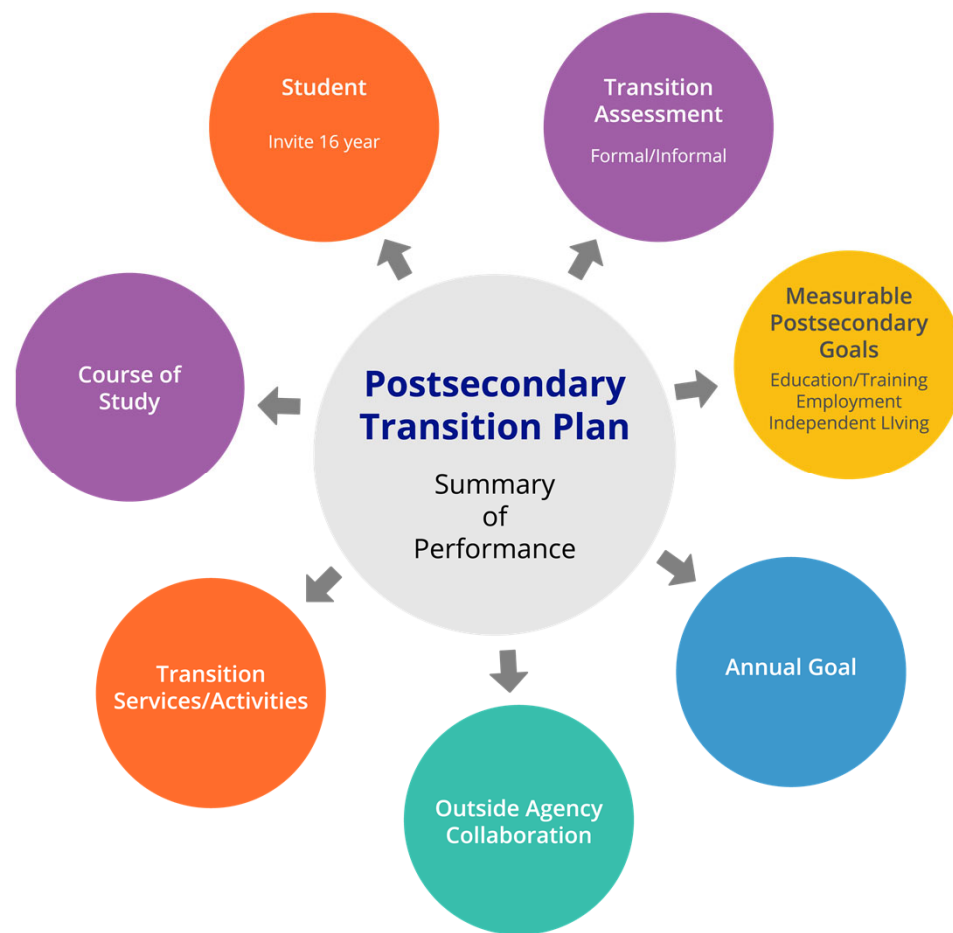 Student
Invite 16 year
Transition
Assessment
Formal/Informal
Measurable
Postsecondary
Goals
Education/Training
Employment
Independent LIving
Course of
Study
Postsecondary
Transition Plan
Summary
of
Performance
Annual Goal
Transition
Services/Activities
Outside Agency
Collaboration